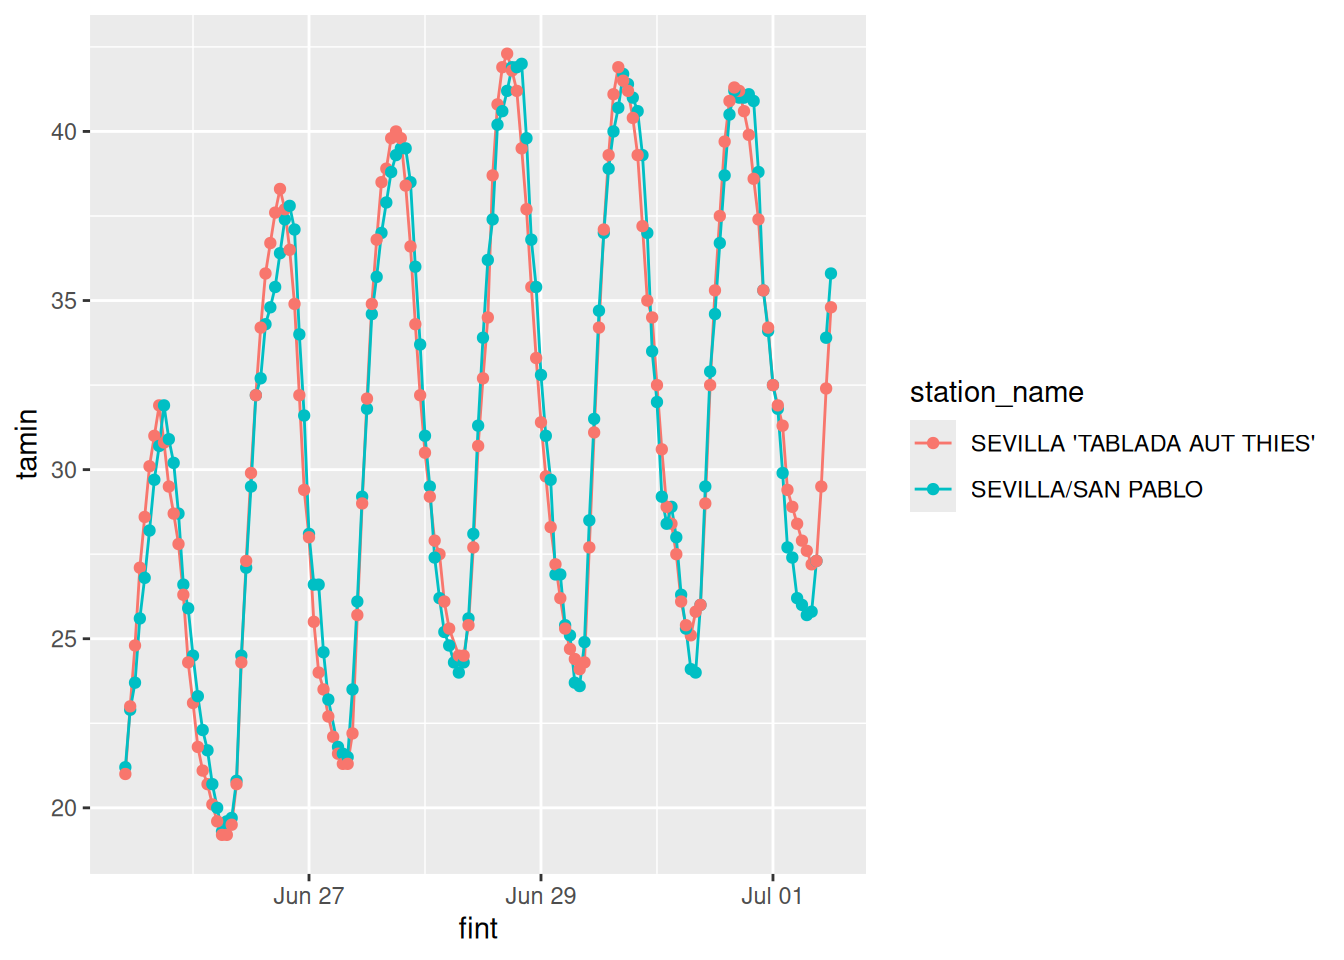 40
35
30
25
20
tamin
Jun 27
Jun 29
Jul 01
fint
station_name
SEVILLA 'TABLADA AUT THIES'
SEVILLA/SAN PABLO